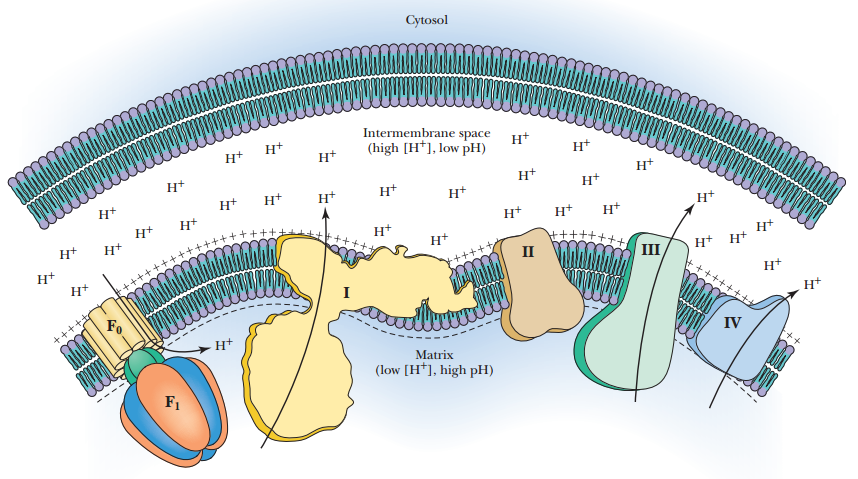 Cytosol
Intermembrane space
(high [H⁺], low pH)
H⁺
H⁺ H⁺
H⁺ H⁺
H⁺
H⁺ H⁺
H⁺ H⁺ H⁺
H⁺ H⁺
H⁺ H⁺
H⁺ H⁺ H⁺ H⁺
H⁺ H⁺
H⁺ H⁺
H⁺ H⁺ H⁺
H⁺ H⁺
H⁺
H⁺ H⁺
H⁺
II
III
I
IV
F₀
H⁺
F₁
Matrix
(low [H⁺], high pH)